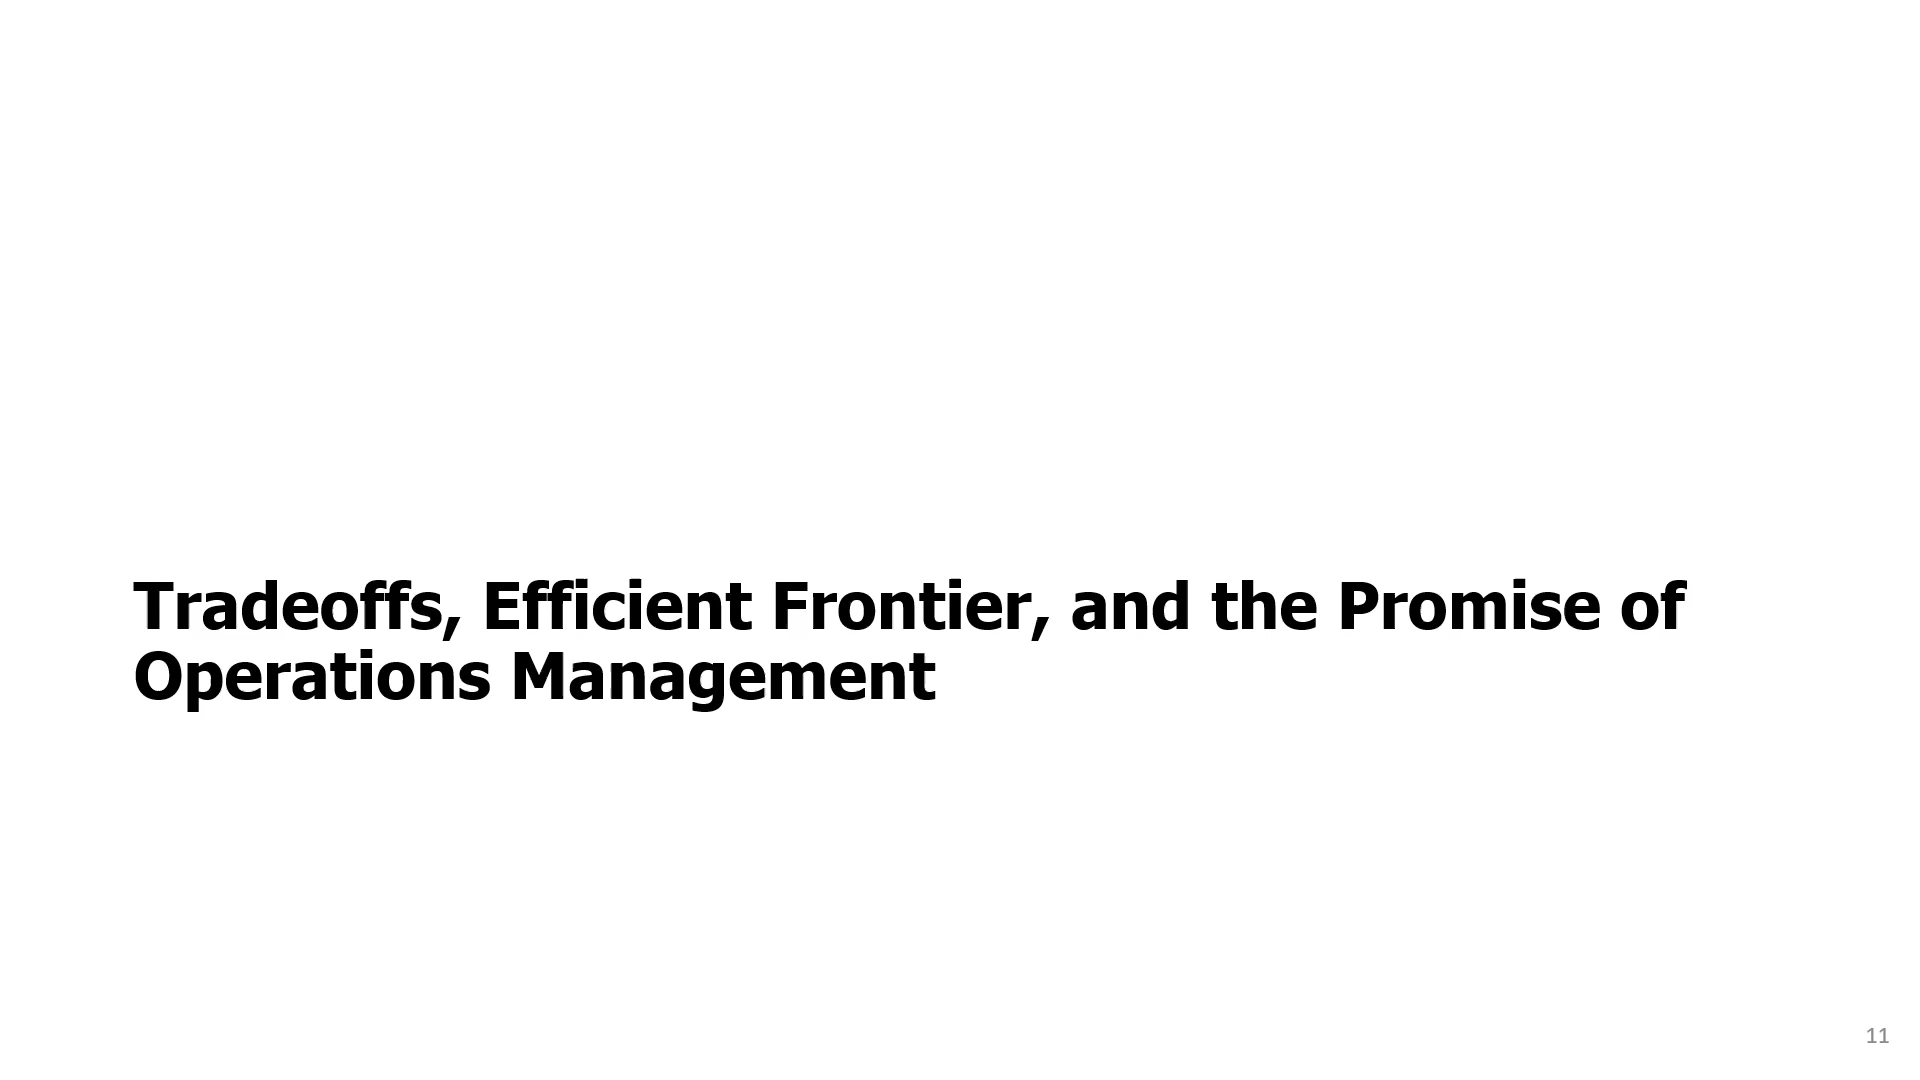 Tradeoffs, Efficient Frontier, and the Promise of
Operations Management
11